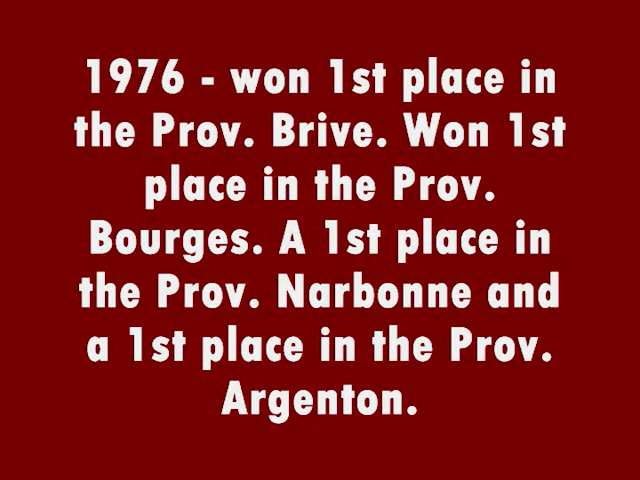 1976 - won 1st place in
the Prov. Brive. Won 1st
place in the Prov.
Bourges. A 1st place in
the Prov. Narbonne and
a 1st place in the Prov.
Argenton.